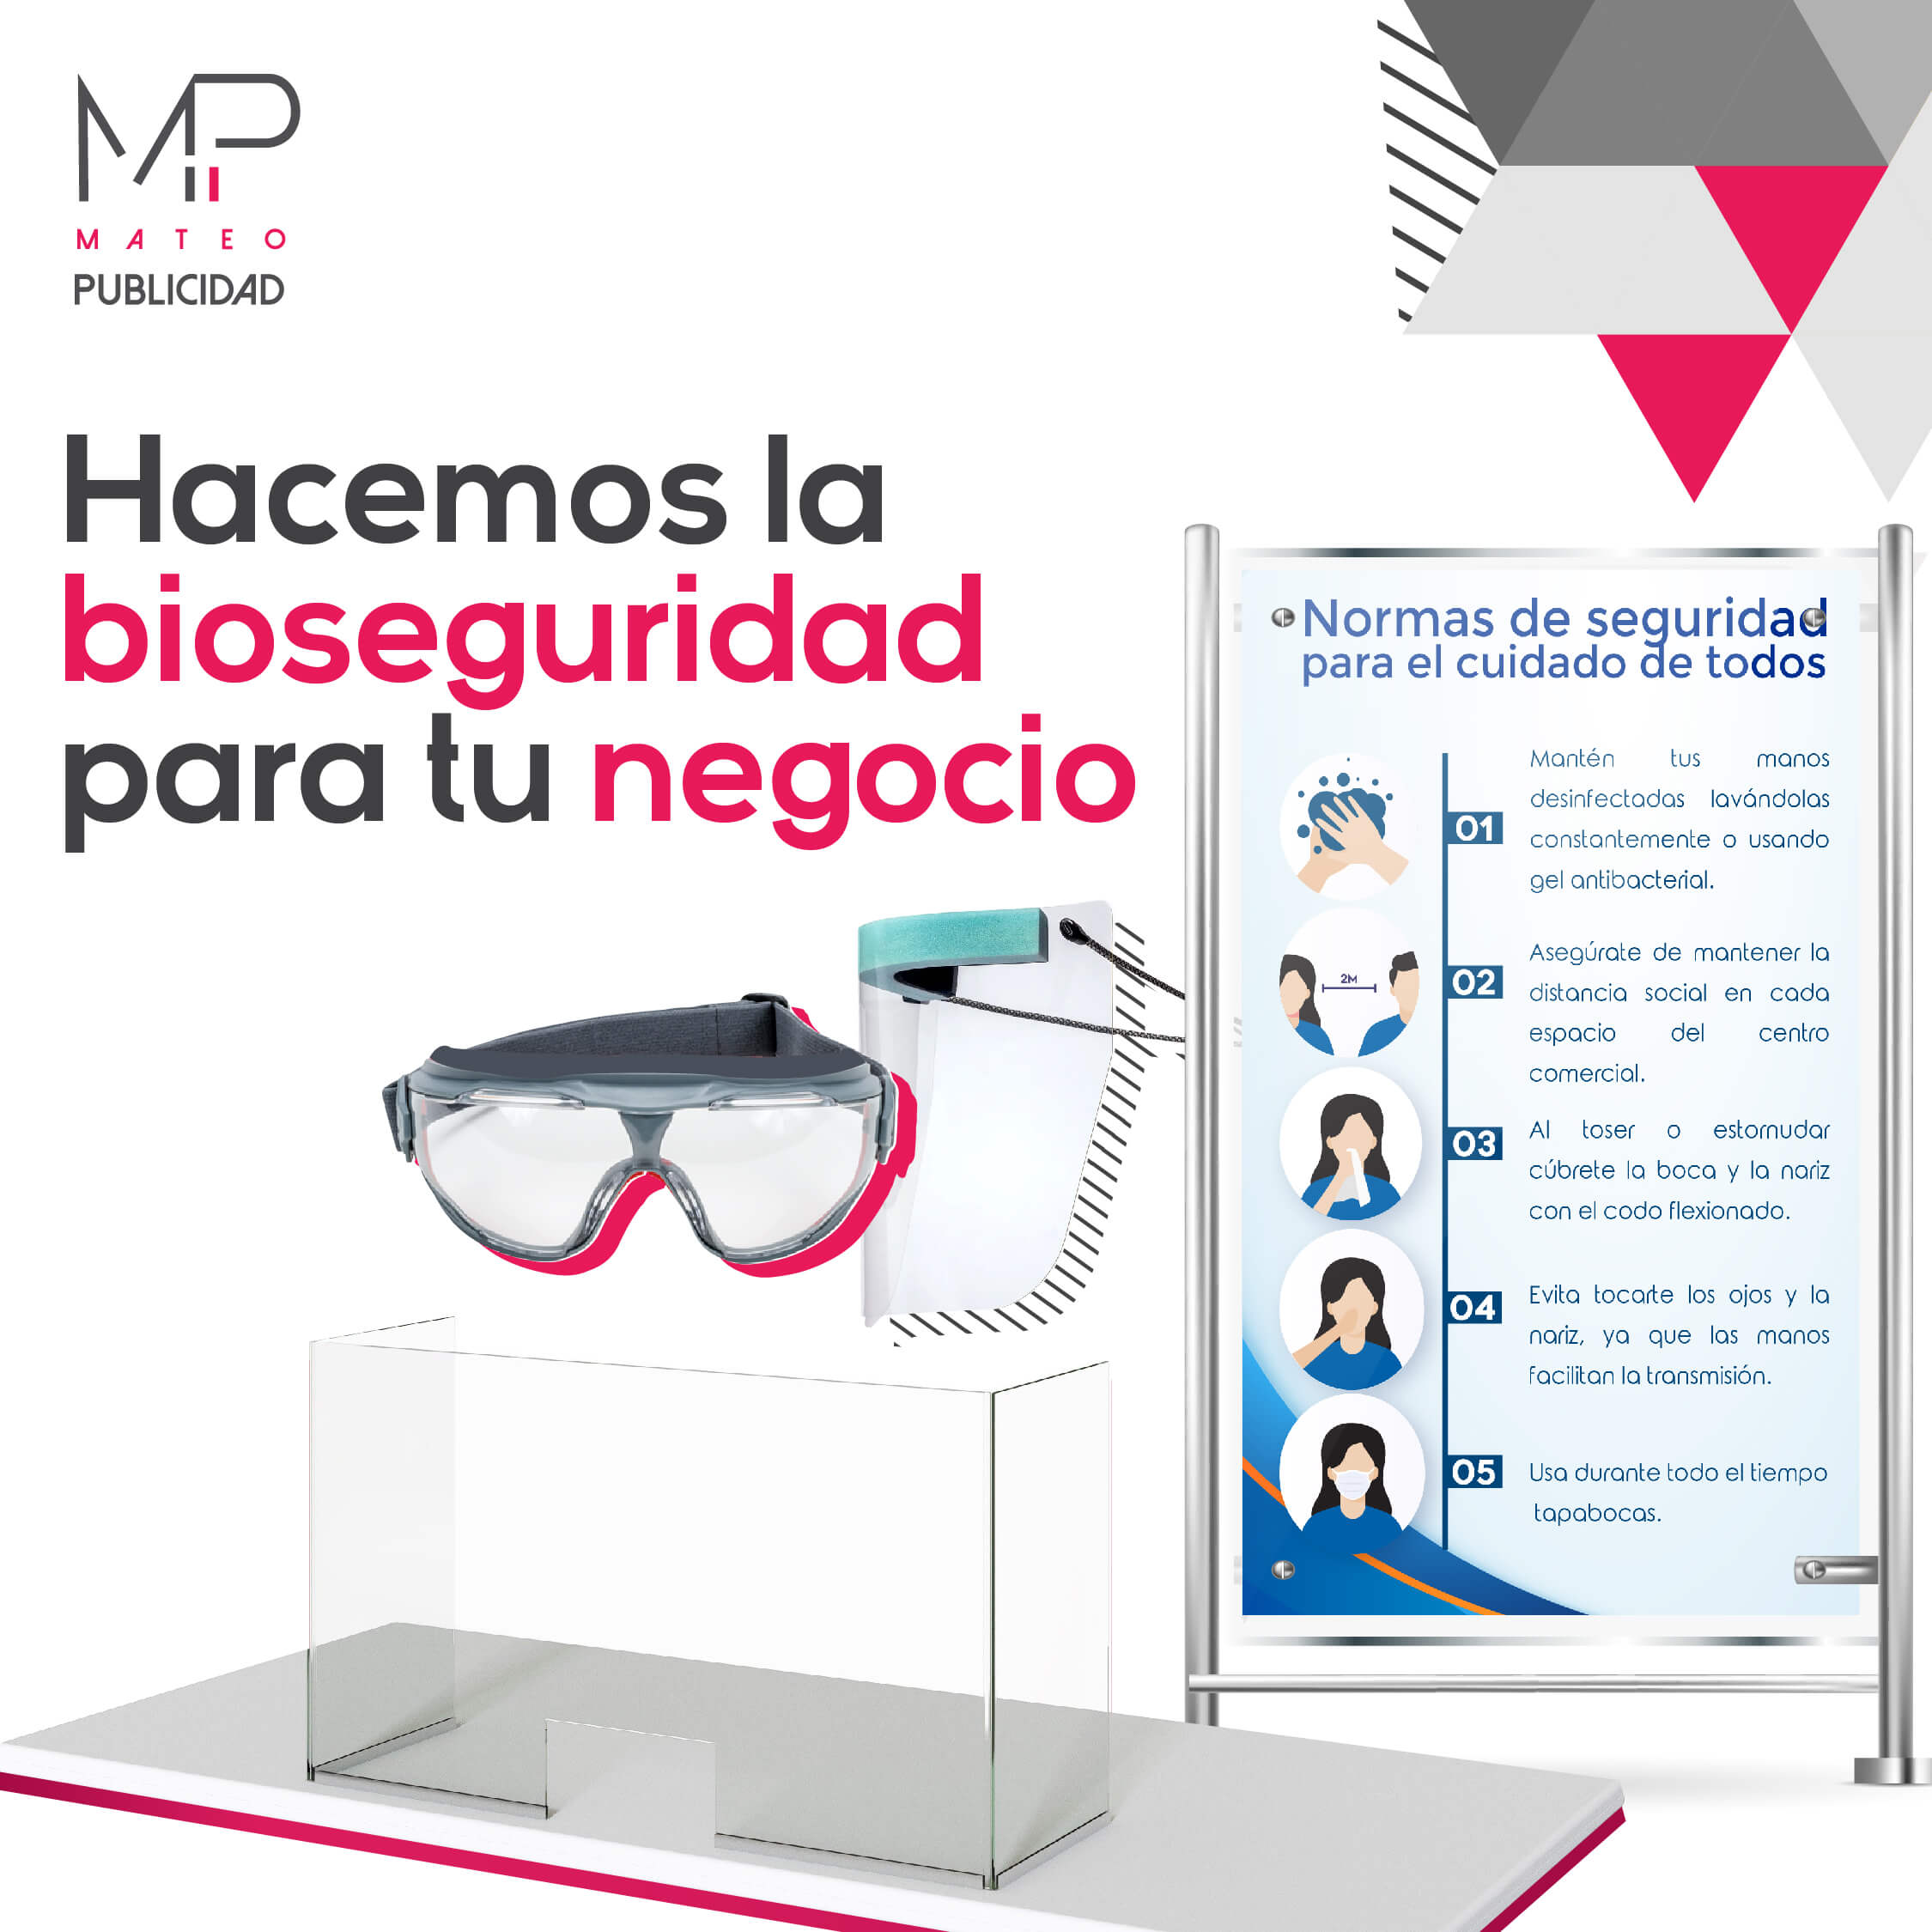 MP
MATEO
PUBLICIDAD
Hacemos la
bioseguridad
para tu negocio
Normas de seguridad
para el cuidado de todos
01
Mantén tus manos
desinfectadas lavándolas
constantemente o usando
gel antibacterial.
2M
02
Asegúrate de mantener la
distancia social en cada
espacio del centro
comercial.
03
Al toser o estornudar
cúbrete la boca y la nariz
con el codo flexionado.
04
Evita tocarte los ojos y la
nariz, ya que las manos
facilitan la transmisión.
05
Usa durante todo el tiempo
tapabocas.